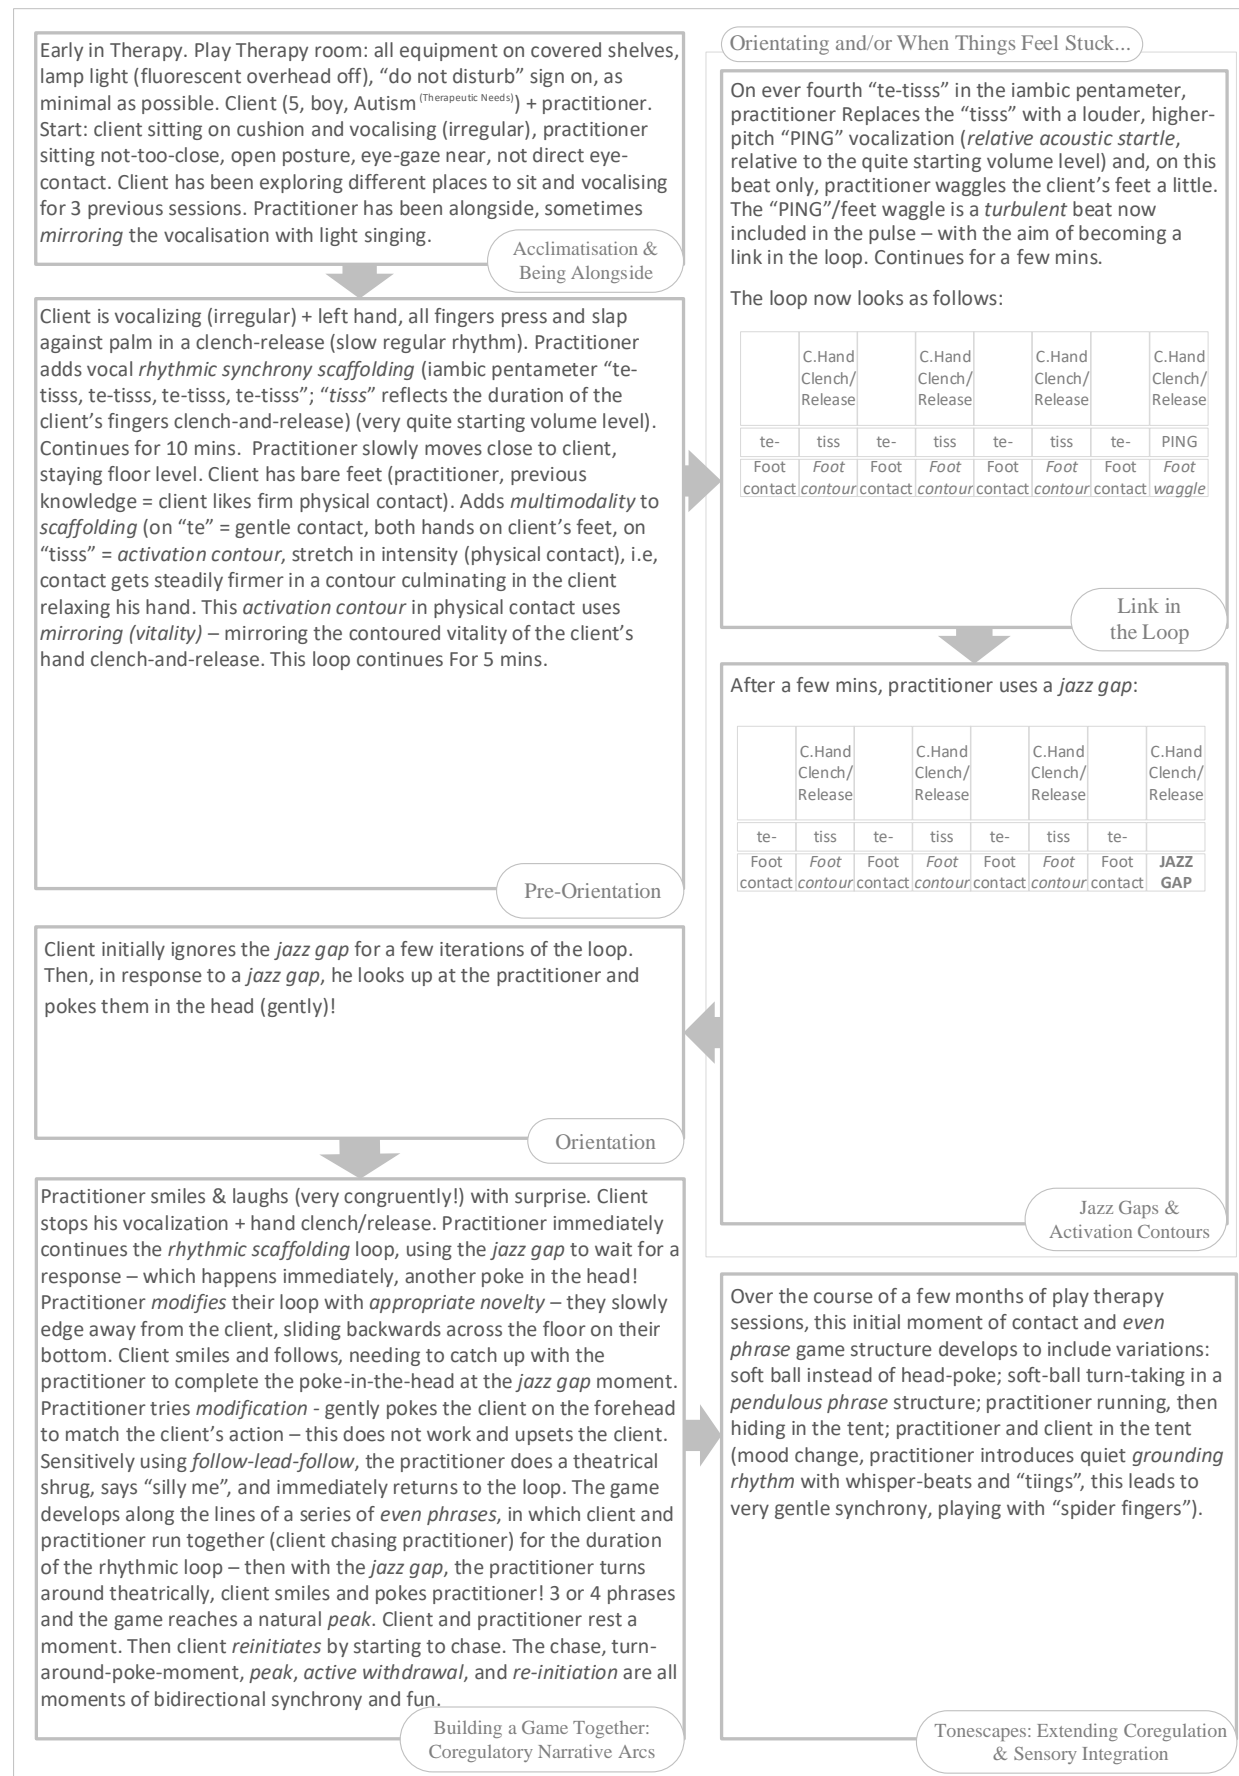 Early in Therapy. Play Therapy room: all equipment on covered shelves,
lamp light (fluorescent overhead off), “do not disturb” sign on, as
minimal as possible. Client (5, boy, Autism (Therapeutic Needs)) + practitioner.
Start: client sitting on cushion and vocalising (irregular), practitioner
sitting not-too-close, open posture, eye-gaze near, not direct eye-
contact. Client has been exploring different places to sit and vocalising
for 3 previous sessions. Practitioner has been alongside, sometimes
mirroring the vocalisation with light singing.
Acclimatisation &
Being Alongside
Client is vocalizing (irregular) + left hand, all fingers press and slap
against palm in a clench-release (slow regular rhythm). Practitioner
adds vocal rhythmic synchrony scaffolding (iambic pentameter “te-
tisss, te-tisss, te-tisss, te-tisss”; “tisss” reflects the duration of the
client’s fingers clench-and-release) (very quite starting volume level).
Continues for 10 mins. Practitioner slowly moves close to client,
staying floor level. Client has bare feet (practitioner, previous
knowledge = client likes firm physical contact). Adds multimodality to
scaffolding (on “te” = gentle contact, both hands on client’s feet, on
“tisss” = activation contour, stretch in intensity (physical contact), i.e,
contact gets steadily firmer in a contour culminating in the client
relaxing his hand. This activation contour in physical contact uses
mirroring (vitality) – mirroring the contoured vitality of the client’s
hand clench-and-release. This loop continues For 5 mins.
Pre-Orientation
Orientating and/or When Things Feel Stuck...
On ever fourth “te-tisss” in the iambic pentameter,
practitioner Replaces the “tisss” with a louder, higher-
pitch “PING” vocalization (relative acoustic startle,
relative to the quite starting volume level) and, on this
beat only, practitioner waggles the client’s feet a little.
The “PING”/feet waggle is a turbulent beat now
included in the pulse – with the aim of becoming a
link in the loop. Continues for a few mins.
The loop now looks as follows:
C.Hand C.Hand C.Hand C.Hand
Clench/ Clench/ Clench/ Clench/
Release Release Release Release
te- tiss te- tiss te- tiss te- PING
Foot Foot Foot Foot Foot Foot Foot Foot
contact contour contact contour contact contour contact waggle
Link in
the Loop
After a few mins, practitioner uses a jazz gap:
C.Hand C.Hand C.Hand C.Hand
Clench/ Clench/ Clench/ Clench/
Release Release Release Release
te- tiss te- tiss te- tiss te-
Foot Foot Foot Foot Foot Foot Foot JAZZ
contact contour contact contour contact contour contact GAP
Jazz Gaps &
Activation Contours
Client initially ignores the jazz gap for a few iterations of the loop.
Then, in response to a jazz gap, he looks up at the practitioner and
pokes them in the head (gently)!
Orientation
Practitioner smiles & laughs (very congruently!) with surprise. Client
stops his vocalization + hand clench/release. Practitioner immediately
continues the rhythmic scaffolding loop, using the jazz gap to wait for a
response – which happens immediately, another poke in the head!
Practitioner modifies their loop with appropriate novelty – they slowly
edge away from the client, sliding backwards across the floor on their
bottom. Client smiles and follows, needing to catch up with the
practitioner to complete the poke-in-the-head at the jazz gap moment.
Practitioner tries modification - gently pokes the client on the forehead
to match the client’s action – this does not work and upsets the client.
Sensitively using follow-lead-follow, the practitioner does a theatrical
shrug, says “silly me”, and immediately returns to the loop. The game
develops along the lines of a series of even phrases, in which client and
practitioner run together (client chasing practitioner) for the duration
of the rhythmic loop – then with the jazz gap, the practitioner turns
around theatrically, client smiles and pokes practitioner! 3 or 4 phrases
and the game reaches a natural peak. Client and practitioner rest a
moment. Then client reinitiates by starting to chase. The chase, turn-
around-poke-moment, peak, active withdrawal, and re-initiation are all
moments of bidirectional synchrony and fun.
Building a Game Together:
Coregulatory Narrative Arcs
Over the course of a few months of play therapy
sessions, this initial moment of contact and even
phrase game structure develops to include variations:
soft ball instead of head-poke; soft-ball turn-taking in a
pendulous phrase structure; practitioner running, then
hiding in the tent; practitioner and client in the tent
(mood change, practitioner introduces quiet grounding
rhythm with whisper-beats and “tiings”, this leads to
very gentle synchrony, playing with “spider fingers”).
Tonescapes: Extending Coregulation
& Sensory Integration